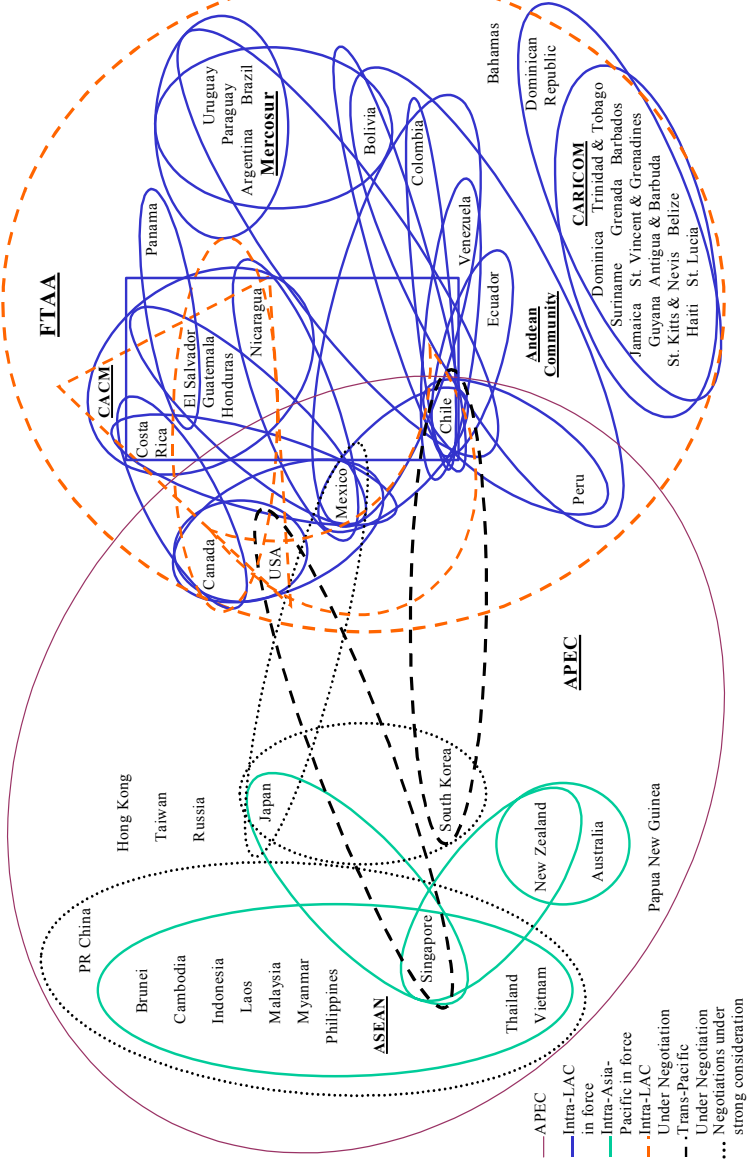 FTAA
CACM
Costa
Rica
El Salvador
Guatemala
Honduras
Nicaragua
Panama
Uruguay
Paraguay
Argentina Brazil
Mercosur
Canada
USA
Mexico
Bolivia
Colombia
Venezuela
Ecuador
Chile
Peru
Andean
Community
Bahamas
Dominican
Republic
CARICOM
Dominica Trinidad & Tobago
Suriname Grenada Barbados
Jamaica St. Vincent & Grenadines
Guyana Antigua & Barbuda
St. Kitts & Nevis Belize
Haiti St. Lucia
PR China
Hong Kong
Taiwan
Russia
Japan
South Korea
Brunei
Cambodia
Indonesia
Laos
Malaysia
Myanmar
Philippines
ASEAN
Singapore
Thailand
Vietnam
New Zealand
Australia
Papua New Guinea
APEC
APEC
Intra-LAC
in force
Intra-Asia-
Pacific in force
Intra-LAC
Under Negotiation
Trans-Pacific
Under Negotiation
Negotiations under
strong consideration